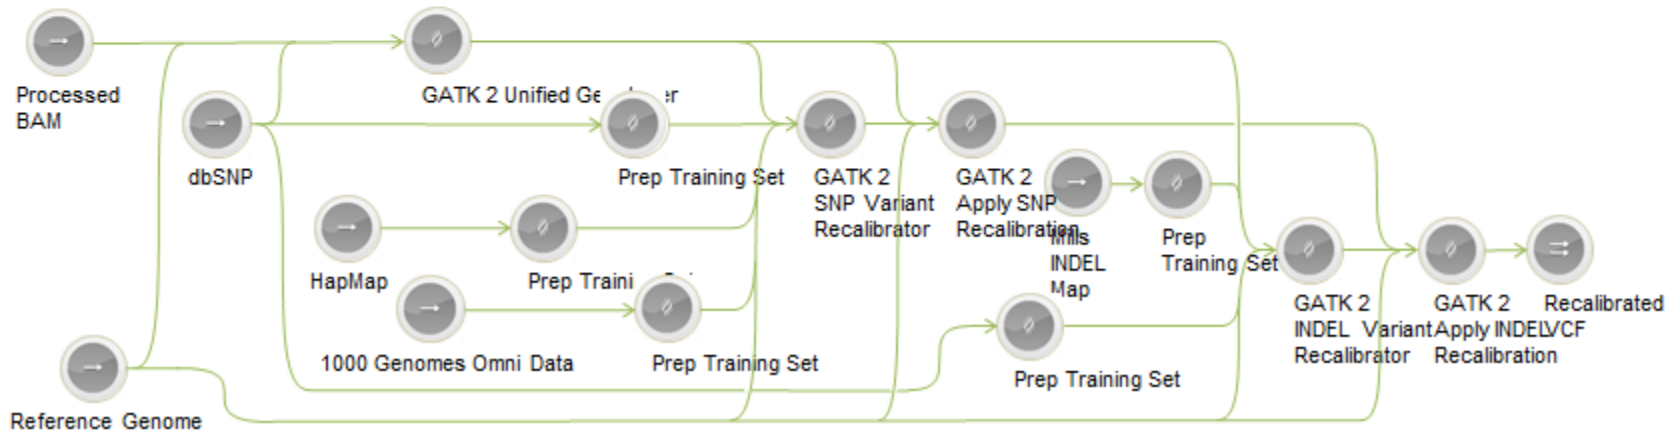 Processed
BAM
GATK 2 Unified
dbSNP
Prep Training Set
GATK 2
SNP Variant
Recalibrator
GATK 2
Apply SNP
Recalibration
Mills
INDEL
Map
Prep
Training Set
HapMap
Prep
1000 Genomes Omni Data
Prep Training Set
Prep Training Set
GATK 2
INDEL Variant
Recalibrator
GATK 2
Apply INDEL
Recalibration
Recalibrated
VCF
Reference Genome